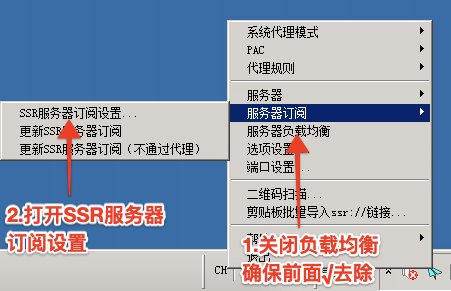 系统代理模式
PAC
代理规则
服务器
服务器订阅
服务器负载均衡
选项设置
端口设置...
二维码扫描...
剪贴板批量导入ssr://链接...
SSR服务器订阅设置...
更新SSR服务器订阅
更新SSR服务器订阅（不通过代理）
2.打开SSR服务器
订阅设置
1.关闭负载均衡
确保前面√去除
CH